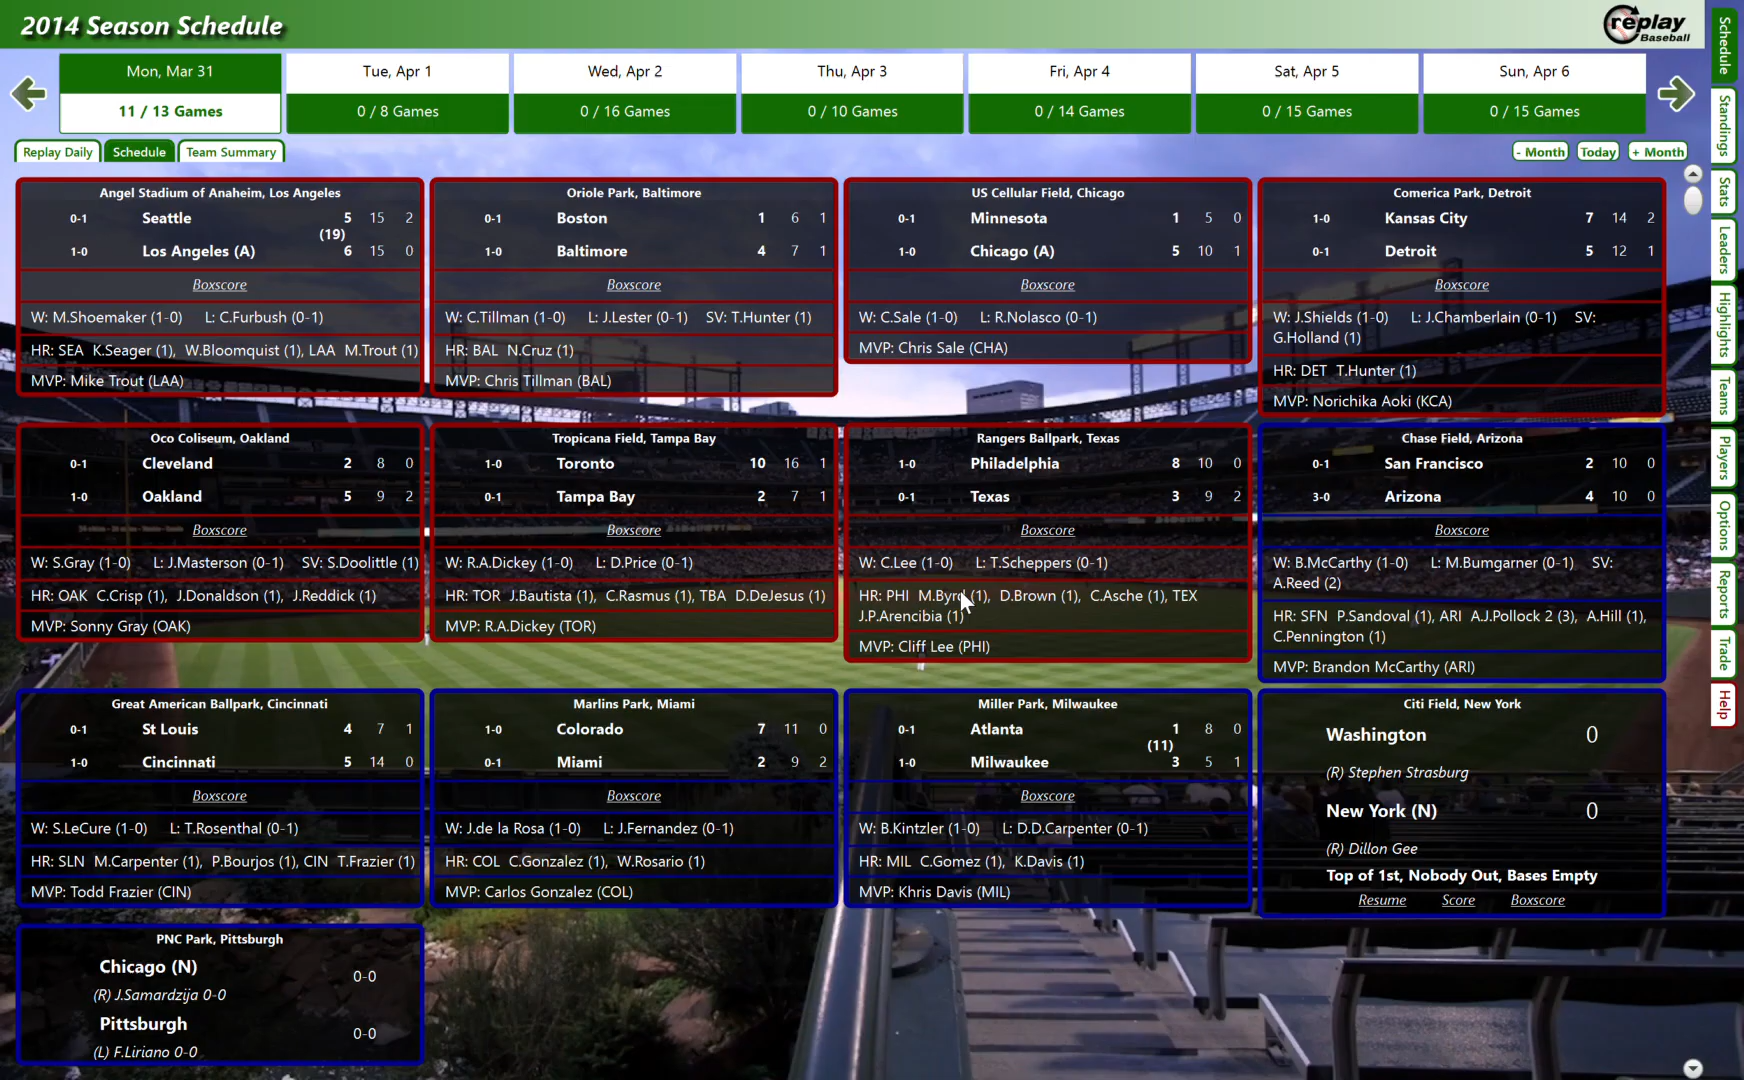 2014 Season Schedule
replay
Baseball
Mon, Mar 31
11 / 13 Games
Tue, Apr 1
0 / 8 Games
Wed, Apr 2
0 / 16 Games
Thu, Apr 3
0 / 10 Games
Fri, Apr 4
0 / 14 Games
Sat, Apr 5
0 / 15 Games
Sun, Apr 6
0 / 15 Games
Replay Daily
Schedule
Team Summary
- Month
Today
+ Month
Angel Stadium of Anaheim, Los Angeles
0-1 Seattle 5 15 2
(19)
1-0 Los Angeles (A) 6 15 0
Boxscore
W: M.Shoemaker (1-0) L: C.Furbush (0-1)
HR: SEA K.Seager (1), W.Bloomquist (1), LAA M.Trout (1)
MVP: Mike Trout (LAA)
Oriole Park, Baltimore
0-1 Boston 1 6 1
1-0 Baltimore 4 7 1
Boxscore
W: C.Tillman (1-0) L: J.Lester (0-1) SV: T.Hunter (1)
HR: BAL N.Cruz (1)
MVP: Chris Tillman (BAL)
US Cellular Field, Chicago
0-1 Minnesota 1 5 0
1-0 Chicago (A) 5 10 1
Boxscore
W: C.Sale (1-0) L: R.Nolasco (0-1)
MVP: Chris Sale (CHA)
Comerica Park, Detroit
1-0 Kansas City 7 14 2
0-1 Detroit 5 12 1
Boxscore
W: J.Shields (1-0) L: J.Chamberlain (0-1) SV:
G.Holland (1)
HR: DET T.Hunter (1)
MVP: Norichika Aoki (KCA)
Oco Coliseum, Oakland
0-1 Cleveland 2 8 0
1-0 Oakland 5 9 2
Boxscore
W: S.Gray (1-0) L: J.Masterson (0-1) SV: S.Doolittle (1)
HR: OAK C.Crisp (1), J.Donaldson (1), J.Reddick (1)
MVP: Sonny Gray (OAK)
Tropicana Field, Tampa Bay
1-0 Toronto 10 16 1
0-1 Tampa Bay 2 7 1
Boxscore
W: R.A.Dickey (1-0) L: D.Price (0-1)
HR: TOR J.Bautista (1), C.Rasmus (1), TBA D.DeJesus (1)
MVP: R.A.Dickey (TOR)
Rangers Ballpark, Texas
1-0 Philadelphia 8 10 0
0-1 Texas 3 9 2
Boxscore
W: C.Lee (1-0) L: T.Scheppers (0-1)
HR: PHI M.Byrd (1), D.Brown (1), C.Asche (1), TEX
J.P.Arencibia (1)
MVP: Cliff Lee (PHI)
Chase Field, Arizona
0-1 San Francisco 2 10 0
3-0 Arizona 4 10 0
Boxscore
W: B.McCarthy (1-0) L: M.Bumgarner (0-1) SV:
A.Reed (2)
HR: SFN P.Sandoval (1), ARI A.J.Pollock 2 (3), A.Hill (1),
C.Pennington (1)
MVP: Brandon McCarthy (ARI)
Great American Ballpark, Cincinnati
0-1 St Louis 4 7 1
1-0 Cincinnati 5 14 0
Boxscore
W: S.LeCure (1-0) L: T.Rosenthal (0-1)
HR: SLN M.Carpenter (1), P.Bourjos (1), CIN T.Frazier (1)
MVP: Todd Frazier (CIN)
Marlins Park, Miami
1-0 Colorado 7 11 0
0-1 Miami 2 9 2
Boxscore
W: J.de la Rosa (1-0) L: J.Fernandez (0-1)
HR: COL C.Gonzalez (1), W.Rosario (1)
MVP: Carlos Gonzalez (COL)
Miller Park, Milwaukee
0-1 Atlanta 1 8 0
(11)
1-0 Milwaukee 3 5 1
Boxscore
W: B.Kintzler (1-0) L: D.D.Carpenter (0-1)
HR: MIL C.Gomez (1), K.Davis (1)
MVP: Khris Davis (MIL)
Citi Field, New York
Washington 0
(R) Stephen Strasburg
New York (N) 0
(R) Dillon Gee
Top of 1st, Nobody Out, Bases Empty
Resume Score Boxscore
PNC Park, Pittsburgh
Chicago (N) 0-0
(R) J.Samardzija 0-0
Pittsburgh 0-0
(L) F.Liriano 0-0
Schedule
Standings
Stats
Leaders
Highlights
Teams
Players
Options
Reports
Trade
Help